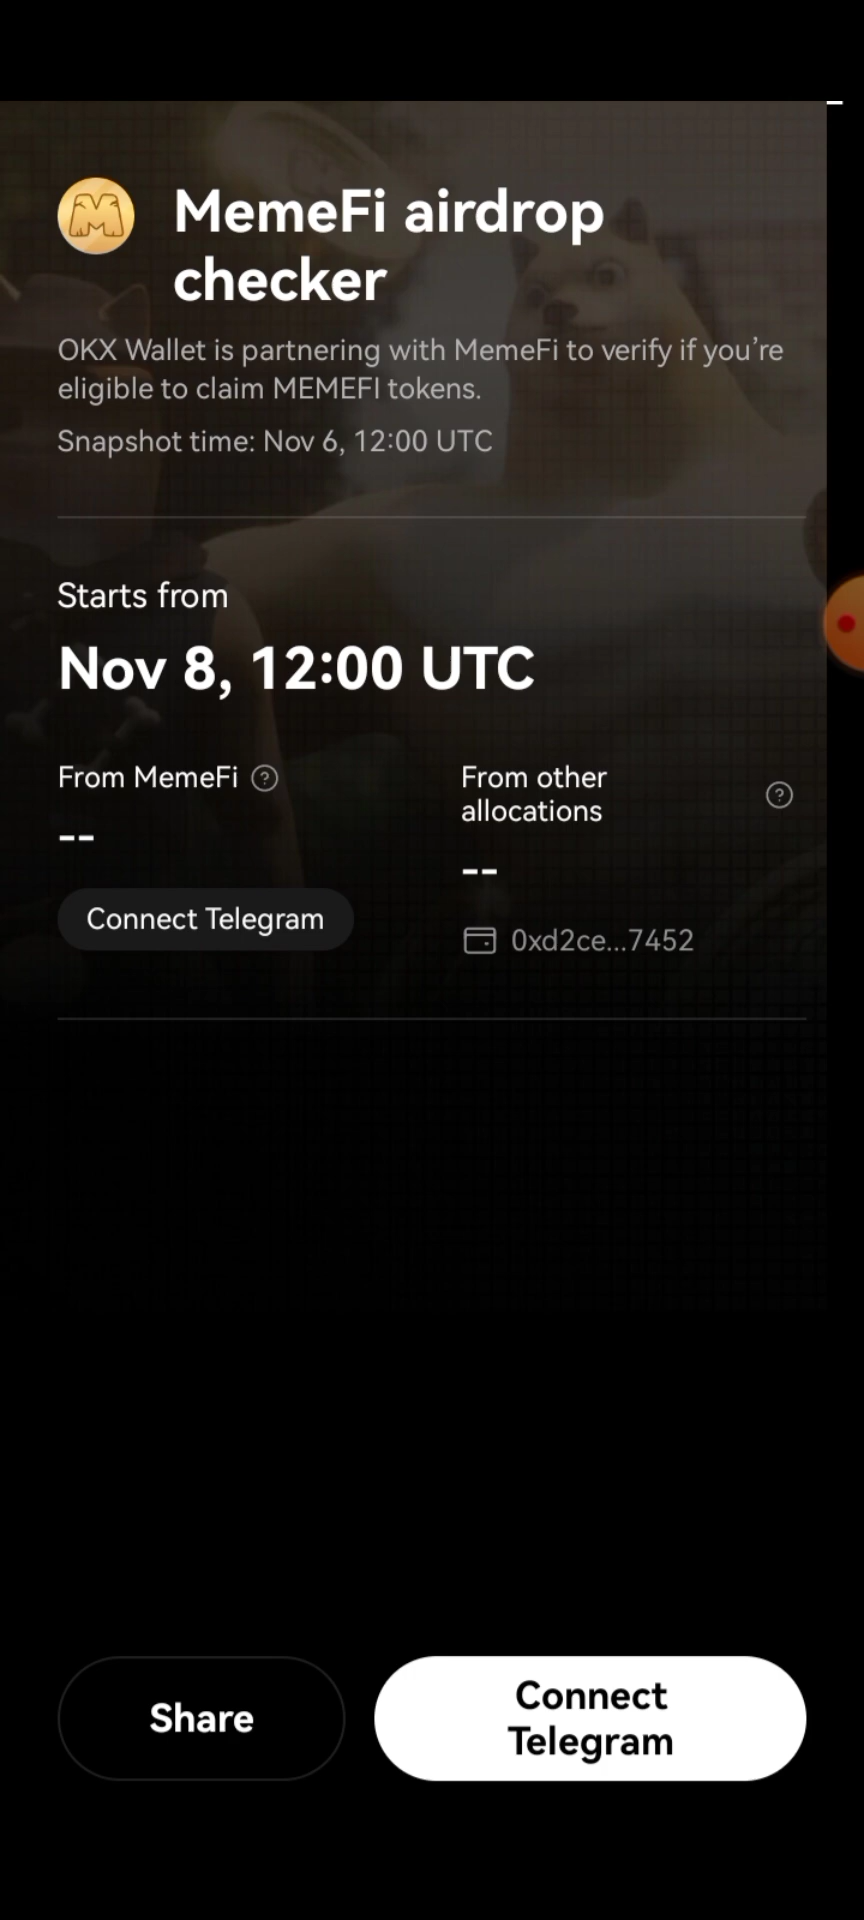 MemeFi airdrop
checker
OKX Wallet is partnering with MemeFi to verify if you’re
eligible to claim MEMEFI tokens.
Snapshot time: Nov 6, 12:00 UTC
Starts from
Nov 8, 12:00 UTC
From MemeFi ?
--
Connect Telegram
From other
allocations ?
--
0xd2ce...7452
Share
Connect
Telegram